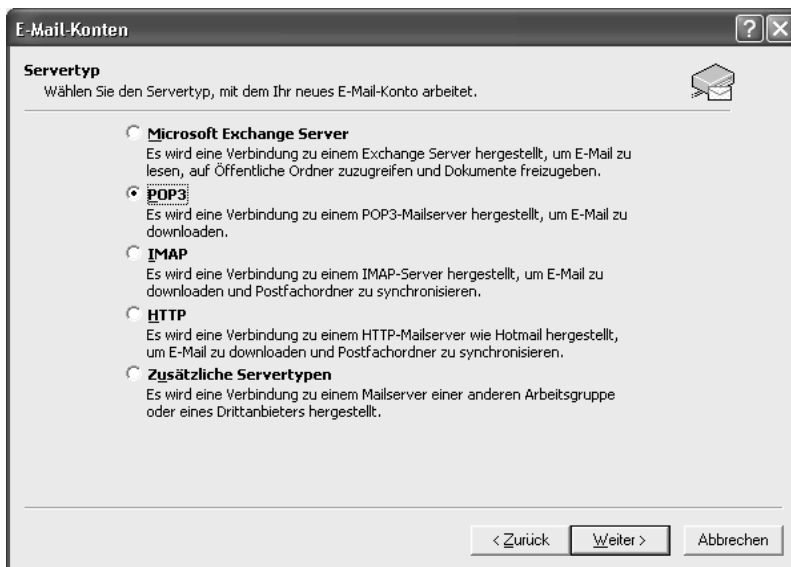 E-Mail-Konten
Servertyp
Wählen Sie den Servertyp, mit dem Ihr neues E-Mail-Konto arbeitet.
Microsoft Exchange Server
Es wird eine Verbindung zu einem Exchange Server hergestellt, um E-Mail zu
lesen, auf Öffentliche Ordner zuzugreifen und Dokumente freizugeben.
POP3
Es wird eine Verbindung zu einem POP3-Mailserver hergestellt, um E-Mail zu
downloaden.
IMAP
Es wird eine Verbindung zu einem IMAP-Server hergestellt, um E-Mail zu
downloaden und Postfachordner zu synchronisieren.
HTTP
Es wird eine Verbindung zu einem HTTP-Mailserver wie Hotmail hergestellt,
um E-Mail zu downloaden und Postfachordner zu synchronisieren.
Zusätzliche Servertypen
Es wird eine Verbindung zu einem Mailserver einer anderen Arbeitsgruppe
oder eines Drittanbieters hergestellt.
< Zurück Weiter > Abbrechen